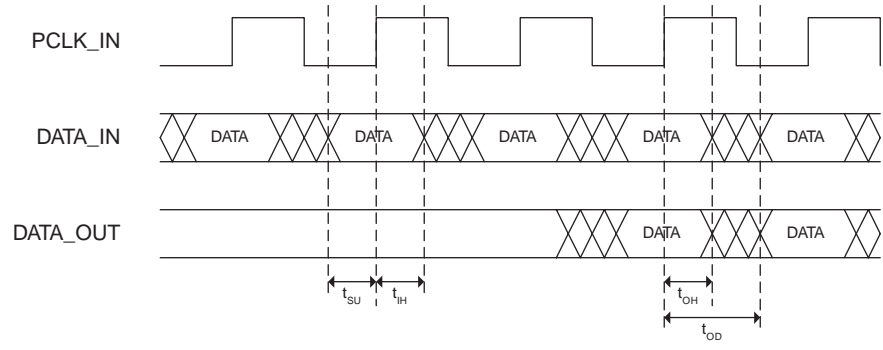 PCLK_IN
DATA_IN DATA DATA DATA DATA DATA
DATA_OUT DATA DATA
tSU tIH tOH
tOD